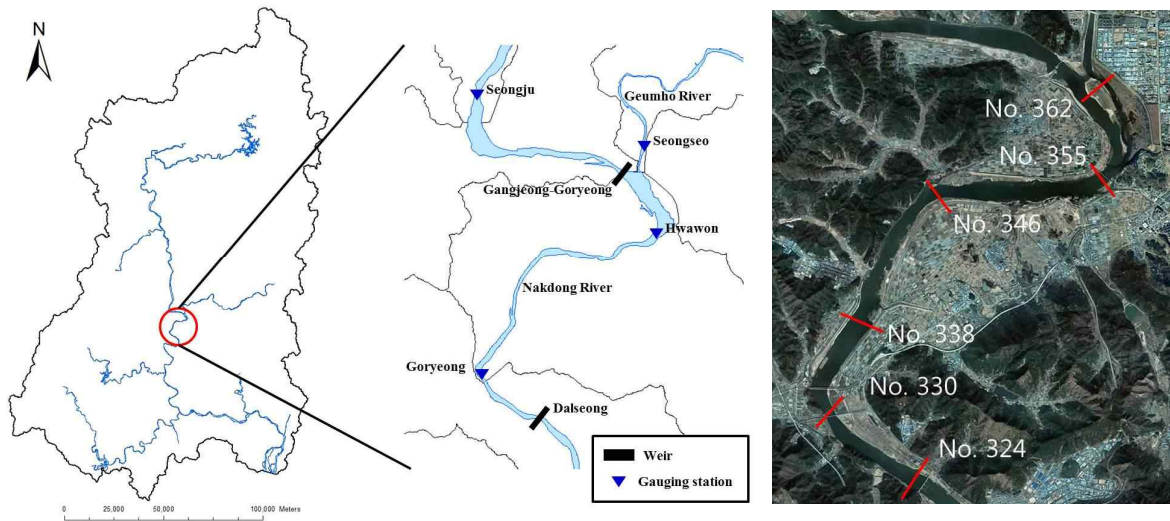 N
0 25,000 50,000 100,000 Meters
Seongju
Geumho River
Seongseo
Gangjeong-Goryeong
Hwawon
Nakdong River
Goryeong
Dalseong
Weir
Gauging station
No. 362
No. 355
No. 346
No. 338
No. 330
No. 324